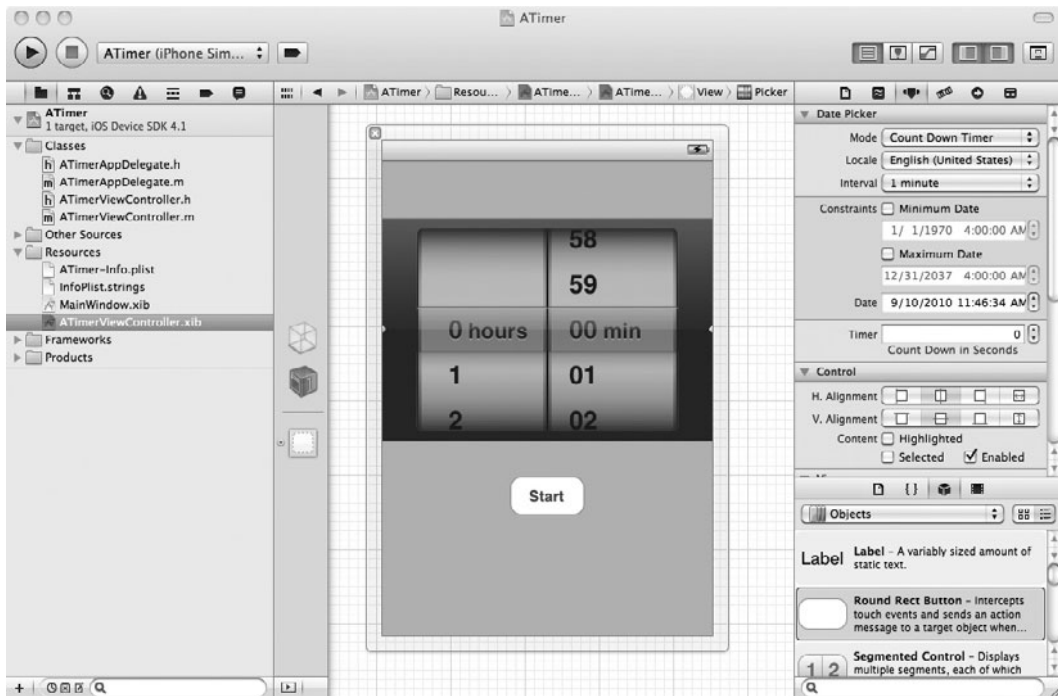 ATimer
ATimer (iPhone Sim...
ATimer
Resou...
ATime...
ATime...
View
Picker
ATimer
1 target, iOS Device SDK 4.1
Classes
h ATimerAppDelegate.h
m ATimerAppDelegate.m
h ATimerViewController.h
m ATimerViewController.m
Other Sources
Resources
ATimer-Info.plist
InfoPlist.strings
MainWindow.xib
ATimerViewController.xib
Frameworks
Products
58
59
0 hours 00 min
1 01
2 02
Start
Date Picker
Mode Count Down Timer
Locale English (United States)
Interval 1 minute
Constraints Minimum Date
1/ 1/1970 4:00:00 AM
Maximum Date
12/31/2037 4:00:00 AM
Date 9/10/2010 11:46:34 AM
Timer 0
Count Down in Seconds
Control
H. Alignment
V. Alignment
Content Highlighted
Selected Enabled
{ }
Objects
Label Label - A variably sized amount of
static text.
Round Rect Button - Intercepts
touch events and sends an action
message to a target object when...
1 2 Segmented Control - Displays
multiple segments, each of which